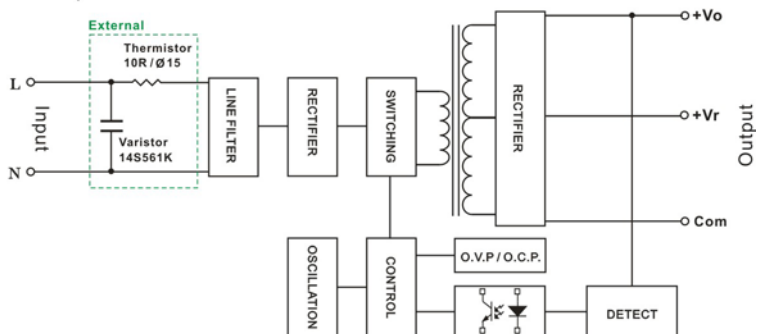 External
Thermistor
10R/Ø15
L
Input
Varistor
14S561K
N
LINE FILTER
RECTIFIER
SWITCHING
RECTIFIER
+Vo
+Vr
Output
Com
OSCILLATION
CONTROL
O.V.P / O.C.P.
DETECT